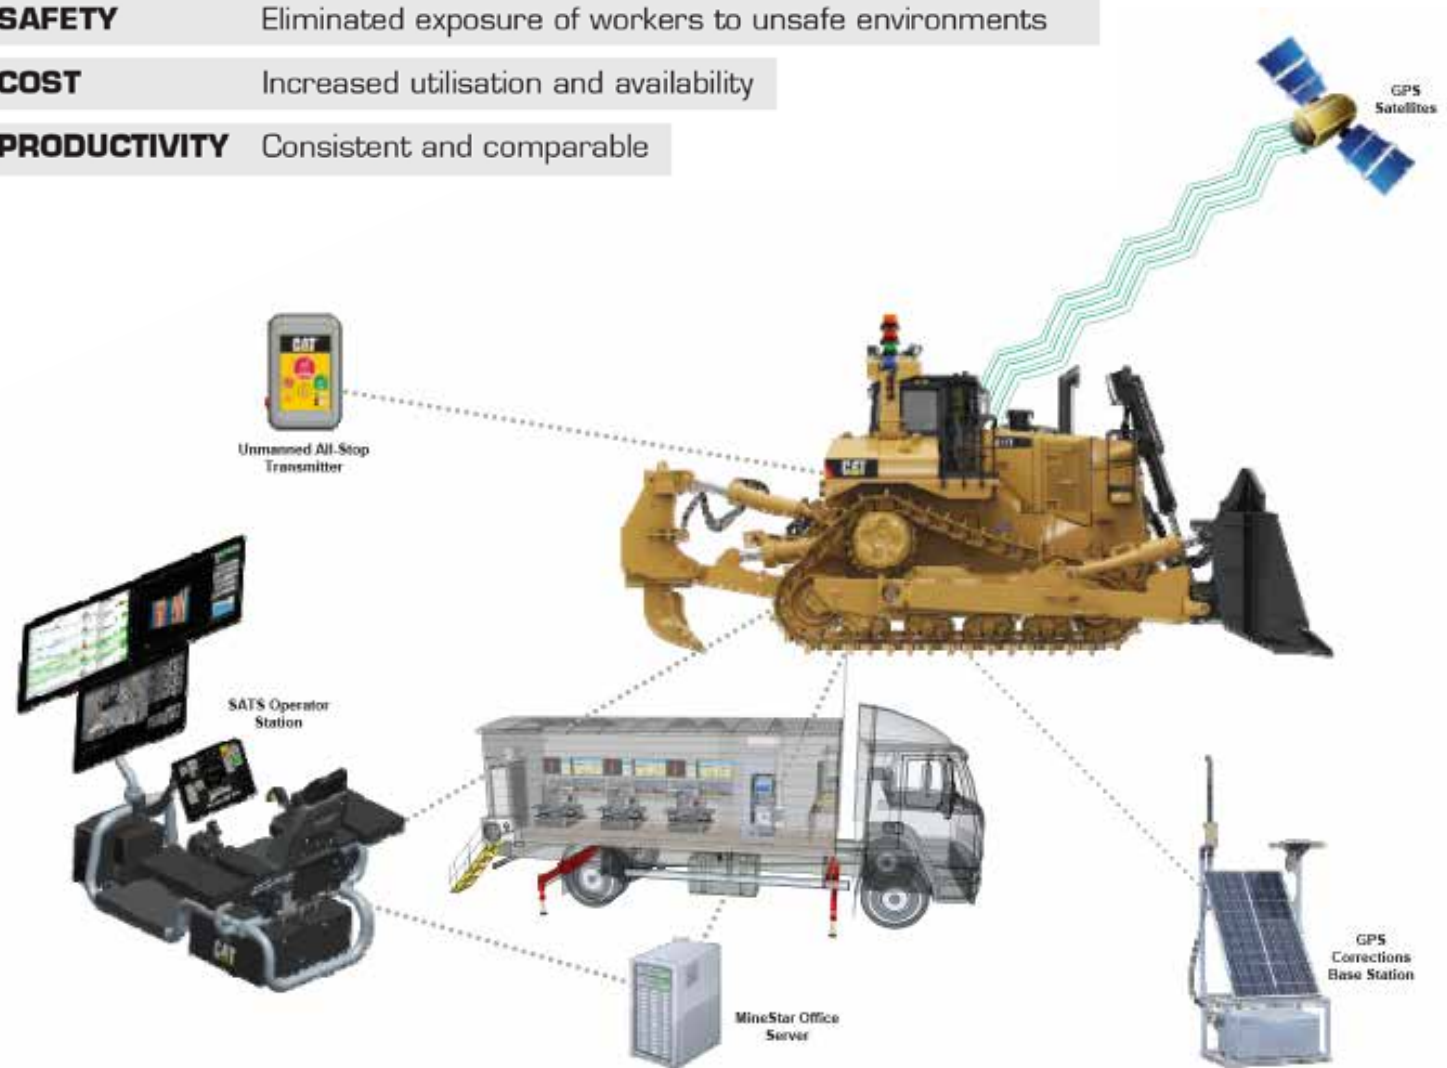 SAFETY Eliminated exposure of workers to unsafe environments
COST Increased utilisation and availability
PRODUCTIVITY Consistent and comparable
GPS
Satellites
CAT
Unmanned All-Stop
Transmitter
CAT
SATS Operator
Station
CAT
GPS
Corrections
Base Station
MineStar Office
Server